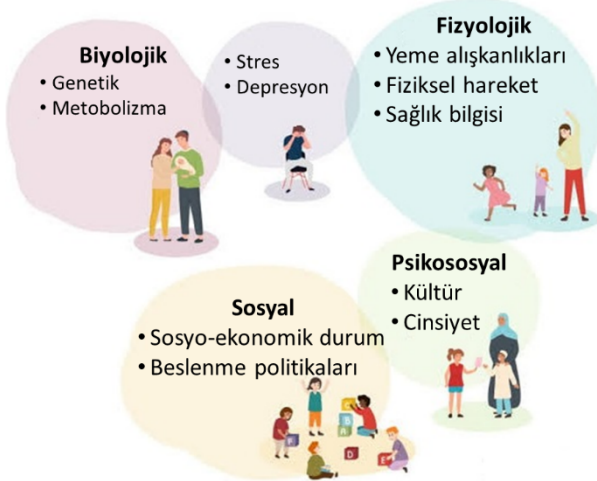 Biyolojik
• Genetik
• Metobolizma
• Stres
• Depresyon
Fizyolojik
• Yeme alışkanlıkları
• Fiziksel hareket
• Sağlık bilgisi
Psikososyal
• Kültür
• Cinsiyet
Sosyal
• Sosyo-ekonomik durum
• Beslenme politikaları